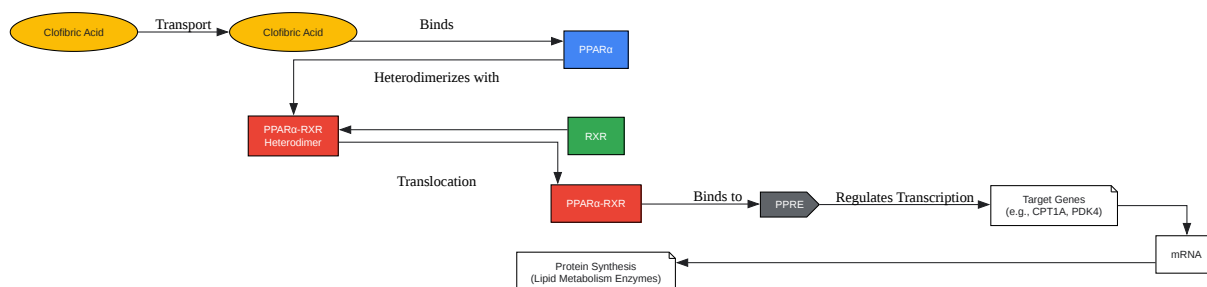 Clofibric Acid
Transport
Clofibric Acid
Binds
PPARα
Heterodimerizes with
PPARα-RXR
Heterodimer
RXR
Translocation
PPARα-RXR
Binds to
PPRE
Regulates Transcription
Target Genes
(e.g., CPT1A, PDK4)
mRNA
Protein Synthesis
(Lipid Metabolism Enzymes)